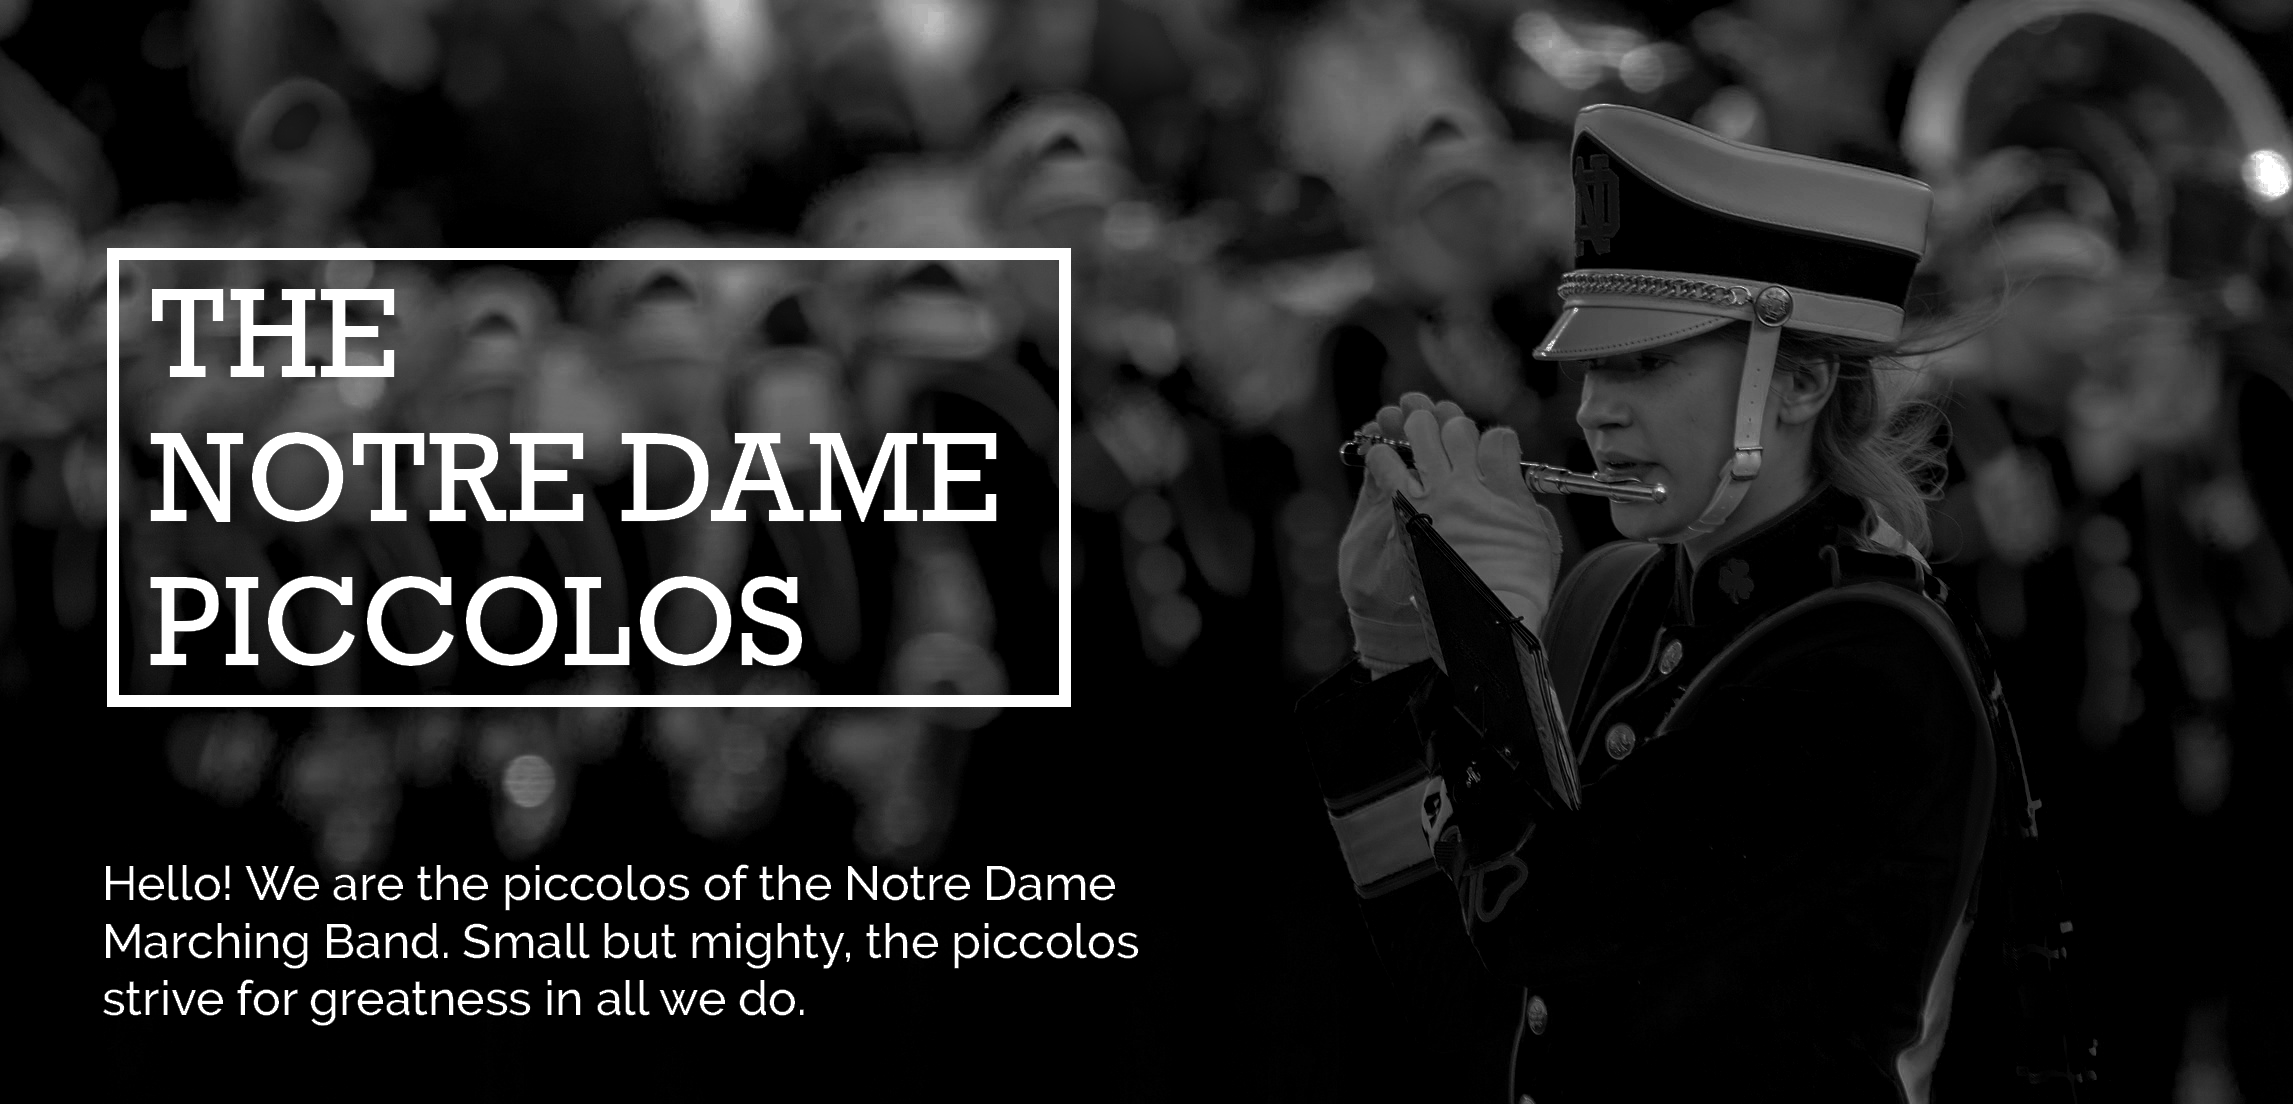 THE
NOTRE DAME
PICCOLOS
ND
Hello! We are the piccolos of the Notre Dame
Marching Band. Small but mighty, the piccolos
strive for greatness in all we do.